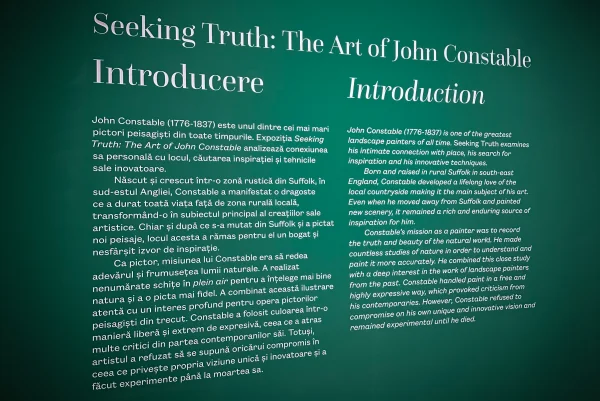 Seeking Truth: The Art of John Constable
Introducere
John Constable (1776-1837) este unul dintre cei mai mari
pictori peisagiști din toate timpurile. Expoziția Seeking
Truth: The Art of John Constable analizează conexiunea
sa personală cu locul, căutarea inspirației și tehnicile
sale inovatoare.
Născut și crescut într-o zonă rustică din Suffolk, în
sud-estul Angliei, Constable a manifestat o dragoste
ce a durat toată viața față de zona rurală locală,
transformând-o în subiectul principal al creațiilor sale
artistice. Chiar și după ce s-a mutat din Suffolk și a pictat
noi peisaje, locul acesta a rămas pentru el un bogat și
nesfârșit izvor de inspirație.
Ca pictor, misiunea lui Constable era să redea
adevărul și frumusețea lumii naturale. A realizat
nenumărate schițe în plein air pentru a înțelege mai bine
natura și a o picta mai fidel. A combinat această ilustrare
atentă cu un interes profund pentru opera pictorilor
peisagiști din trecut. Constable a folosit culoarea într-o
manieră liberă și extrem de expresivă, ceea ce a atras
multe critici din partea contemporanilor săi. Totuși,
artistul a refuzat să se supună oricărui compromis în
ceea ce privește propria viziune unică și inovatoare și a
făcut experimente până la moartea sa.
Introduction
John Constable (1776-1837) is one of the greatest
landscape painters of all time. Seeking Truth examines
his intimate connection with place, his search for
inspiration and his innovative techniques.
Born and raised in rural Suffolk in south-east
England, Constable developed a lifelong love of the
local countryside making it the main subject of his art.
Even when he moved away from Suffolk and painted
new scenery, it remained a rich and enduring source of
inspiration for him.
Constable's mission as a painter was to record
the truth and beauty of the natural world. He made
countless studies of nature in order to understand and
paint it more accurately. He combined this close study
with a deep interest in the work of landscape painters
from the past. Constable handled paint in a free and
highly expressive way, which provoked criticism from
his contemporaries. However, Constable refused to
compromise on his own unique and innovative vision and
remained experimental until he died.